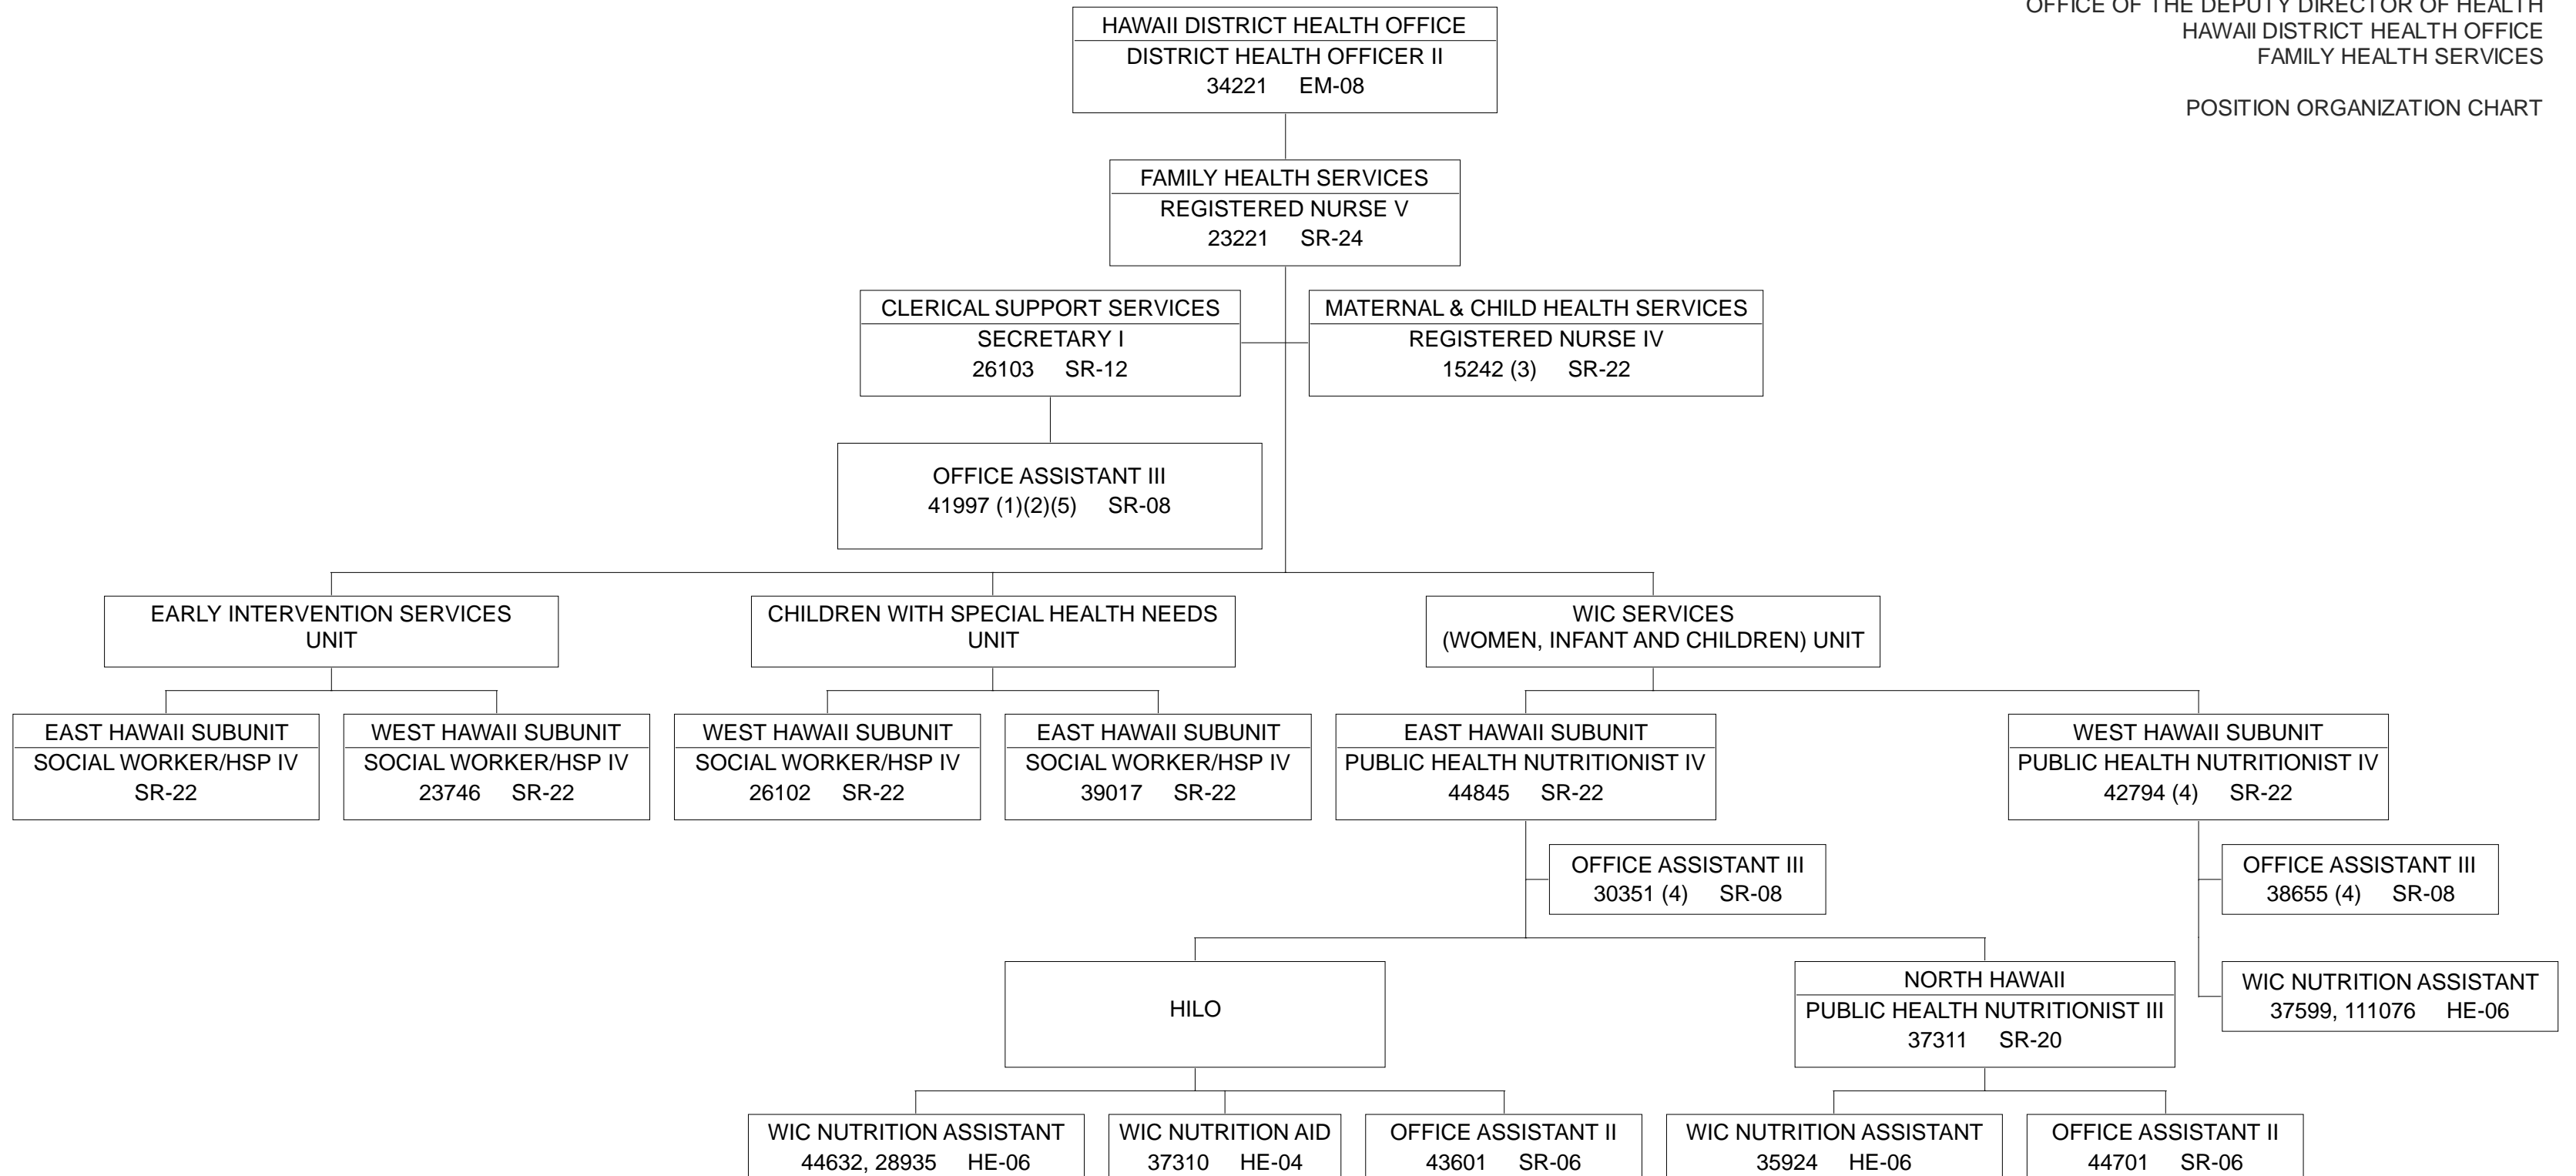 OFFICE OF THE DEPUTY DIRECTOR OF HEALTH
HAWAII DISTRICT HEALTH OFFICE
FAMILY HEALTH SERVICES
POSITION ORGANIZATION CHART
HAWAII DISTRICT HEALTH OFFICE
DISTRICT HEALTH OFFICER II
34221 EM-08
FAMILY HEALTH SERVICES
REGISTERED NURSE V
23221 SR-24
CLERICAL SUPPORT SERVICES
SECRETARY I
26103 SR-12
MATERNAL & CHILD HEALTH SERVICES
REGISTERED NURSE IV
15242 (3) SR-22
OFFICE ASSISTANT III
41997 (1)(2)(5) SR-08
EARLY INTERVENTION SERVICES
UNIT
CHILDREN WITH SPECIAL HEALTH NEEDS
UNIT
WIC SERVICES
(WOMEN, INFANT AND CHILDREN) UNIT
EAST HAWAII SUBUNIT
SOCIAL WORKER/HSP IV
SR-22
WEST HAWAII SUBUNIT
SOCIAL WORKER/HSP IV
23746 SR-22
WEST HAWAII SUBUNIT
SOCIAL WORKER/HSP IV
26102 SR-22
EAST HAWAII SUBUNIT
SOCIAL WORKER/HSP IV
39017 SR-22
EAST HAWAII SUBUNIT
PUBLIC HEALTH NUTRITIONIST IV
44845 SR-22
WEST HAWAII SUBUNIT
PUBLIC HEALTH NUTRITIONIST IV
42794 (4) SR-22
OFFICE ASSISTANT III
30351 (4) SR-08
OFFICE ASSISTANT III
38655 (4) SR-08
HILO
NORTH HAWAII
PUBLIC HEALTH NUTRITIONIST III
37311 SR-20
WIC NUTRITION ASSISTANT
37599, 111076 HE-06
WIC NUTRITION ASSISTANT
44632, 28935 HE-06
WIC NUTRITION AID
37310 HE-04
OFFICE ASSISTANT II
43601 SR-06
WIC NUTRITION ASSISTANT
35924 HE-06
OFFICE ASSISTANT II
44701 SR-06